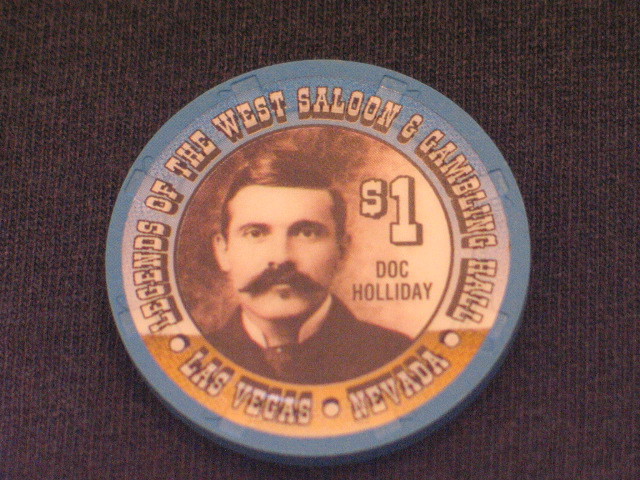 LEGENDS OF THE WEST SALOON & GAMBLING HALL
$1
DOC
HOLLIDAY
LAS VEGAS • NEVADA